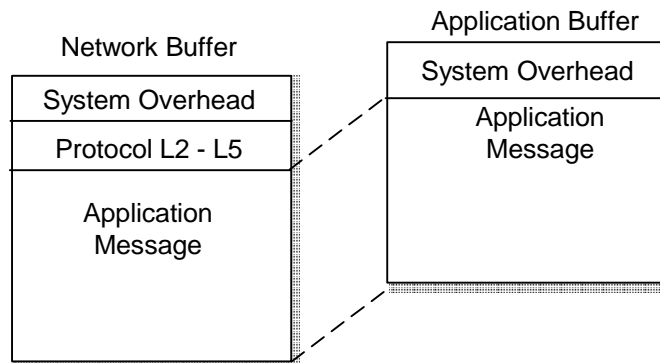 Network Buffer
System Overhead
Protocol L2 - L5
Application
Message
Application Buffer
System Overhead
Application
Message